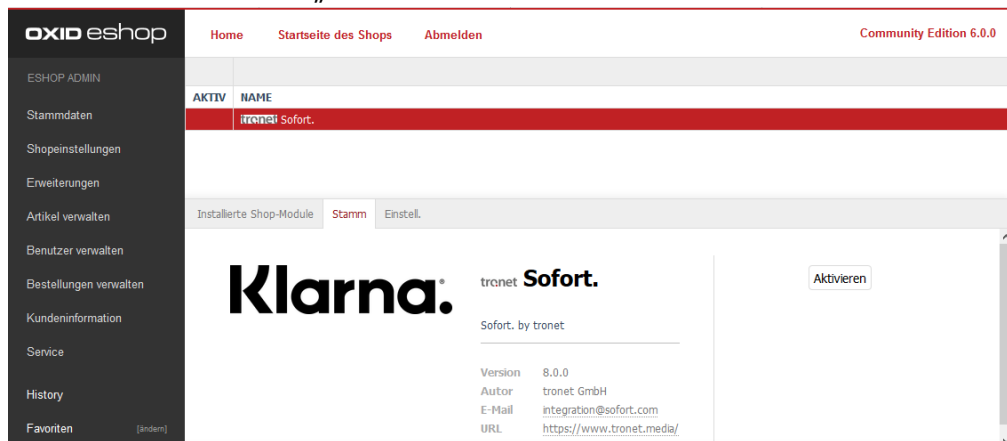 „
OXID eshop
Home Startseite des Shops Abmelden Community Edition 6.0.0
ESHOP ADMIN
Stammdaten
Shopeinstellungen
Erweiterungen
Artikel verwalten
Benutzer verwalten
Bestellungen verwalten
Kundeninformation
Service
History
Favoriten [ändern]
AKTIV NAME
tronet Sofort.
Installierte Shop-Module Stamm Einstell.
Klarna.
tronet Sofort.
Sofort. by tronet
Version 8.0.0
Autor tronet GmbH
E-Mail integration@sofort.com
URL https://www.tronet.media/
Aktivieren